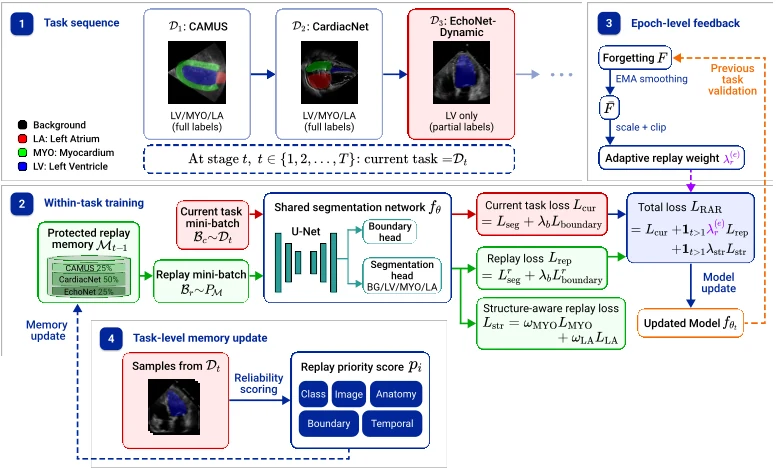 1 Task sequence
𝒟₁: CAMUS
LV/MYO/LA
(full labels)
𝒟₂: CardiacNet
LV/MYO/LA
(full labels)
𝒟₃: EchoNet-
Dynamic
LV only
(partial labels)
...
Background
LA: Left Atrium
MYO: Myocardium
LV: Left Ventricle
At stage t, t ∈ {1, 2, . . . , T}: current task =𝒟ₜ
3 Epoch-level feedback
Forgetting F
EMA smoothing
F̄
scale + clip
Adaptive replay weight λᵣ⁽ᵉ⁾
Previous
task
validation
2 Within-task training
Protected replay
memory ℳₜ₋₁
CAMUS 25%
CardiacNet 50%
EchoNet 25%
Current task
mini-batch
ℬ_c∼𝒟ₜ
Replay mini-batch
ℬᵣ∼P_ℳ
Shared segmentation network f_θ
U-Net
Boundary
head
Segmentation
head
BG/LV/MYO/LA
Current task loss L_cur
= L_seg + λ_b L_boundary
Replay loss L_rep
= Lʳ_seg + λ_b Lʳ_boundary
Structure-aware replay loss
L_str = ω_MYO L_MYO
+ ω_LA L_LA
Total loss L_RAR
= L_cur +𝟏ₜ>₁λᵣ⁽ᵉ⁾L_rep
+𝟏ₜ>₁λ_str L_str
Model
update
Updated Model f_θₜ
Memory
update
4 Task-level memory update
Samples from 𝒟ₜ
Reliability
scoring
Replay priority score pᵢ
Class
Image
Anatomy
Boundary
Temporal